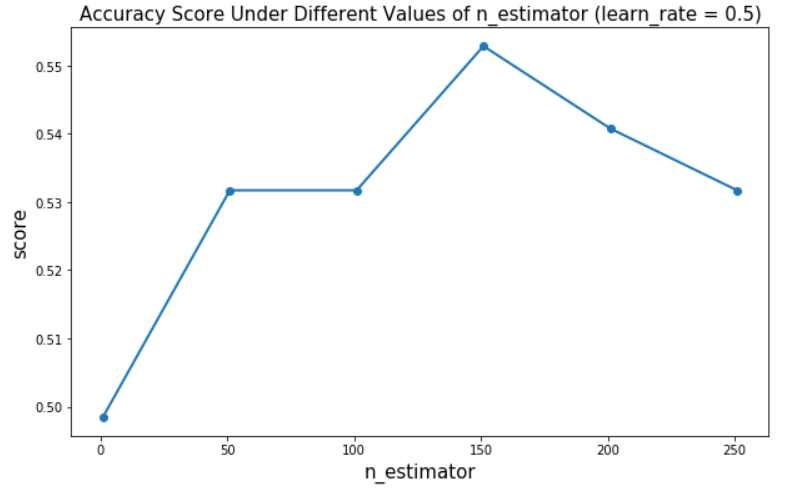 Accuracy Score Under Different Values of n_estimator (learn_rate = 0.5)
0.55
0.54
0.53
0.52
0.51
0.50
score
0 50 100 150 200 250
n_estimator